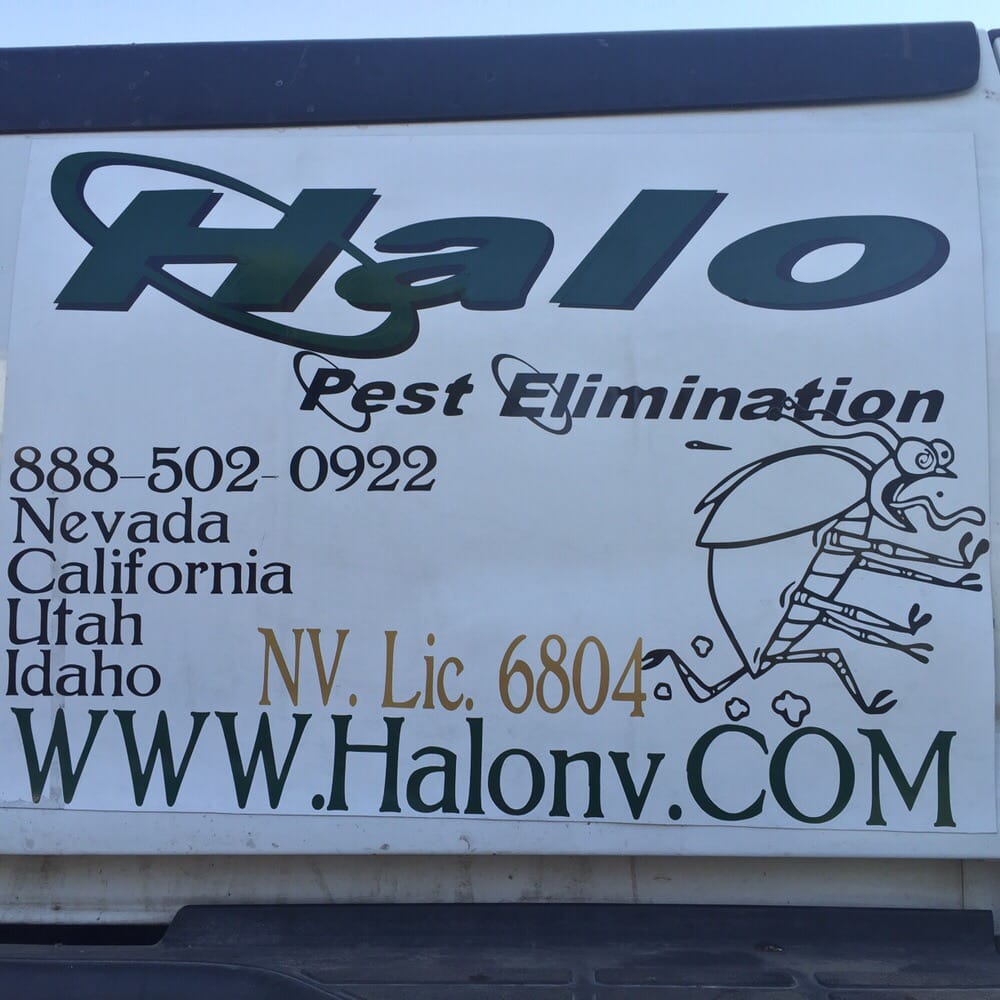 Halo
Pest Elimination
888-502-0922
Nevada
California
Utah
Idaho
NV. Lic. 6804
WWW.Halonv.COM